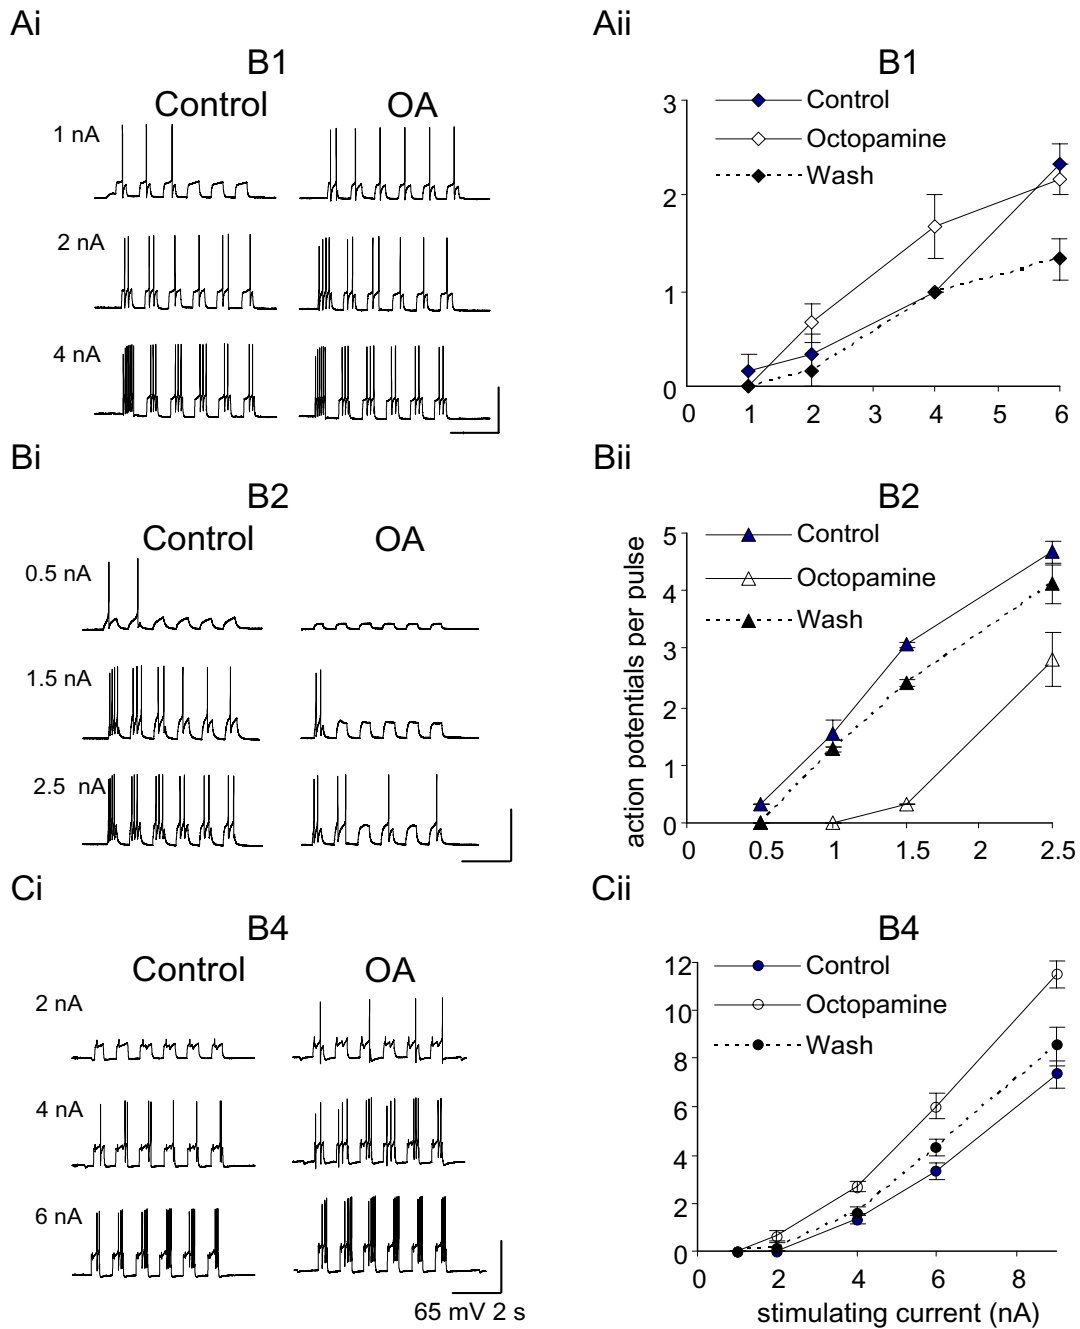 Ai
B1
Control OA
1 nA
2 nA
4 nA
Aii
B1
Control
Octopamine
Wash
3
2
1
0
0 1 2 3 4 5 6
Bi
B2
Control OA
0.5 nA
1.5 nA
2.5 nA
Bii
B2
Control
Octopamine
Wash
action potentials per pulse
5
4
3
2
1
0
0 0.5 1 1.5 2 2.5
Ci
B4
Control OA
2 nA
4 nA
6 nA
65 mV 2 s
Cii
B4
Control
Octopamine
Wash
12
10
8
6
4
2
0
0 2 4 6 8
stimulating current (nA)